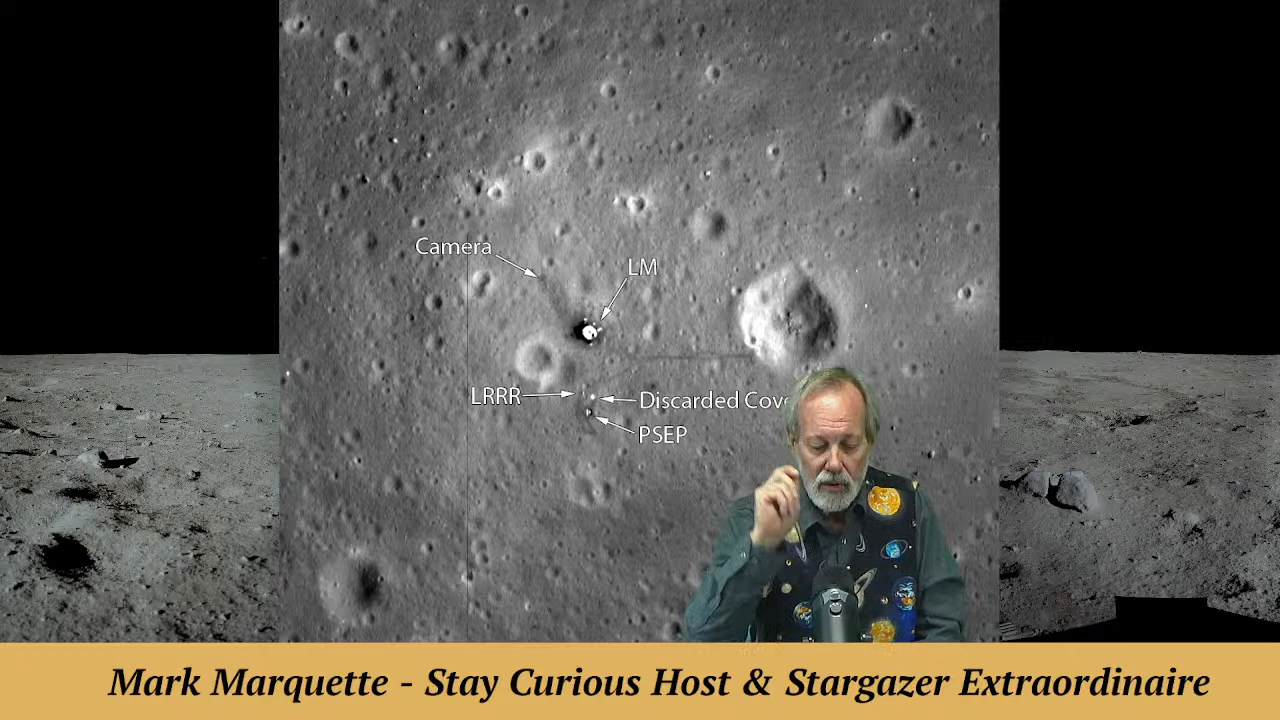 Camera
LM
LRRR
Discarded Cove
PSEP
Mark Marquette - Stay Curious Host & Stargazer Extraordinaire